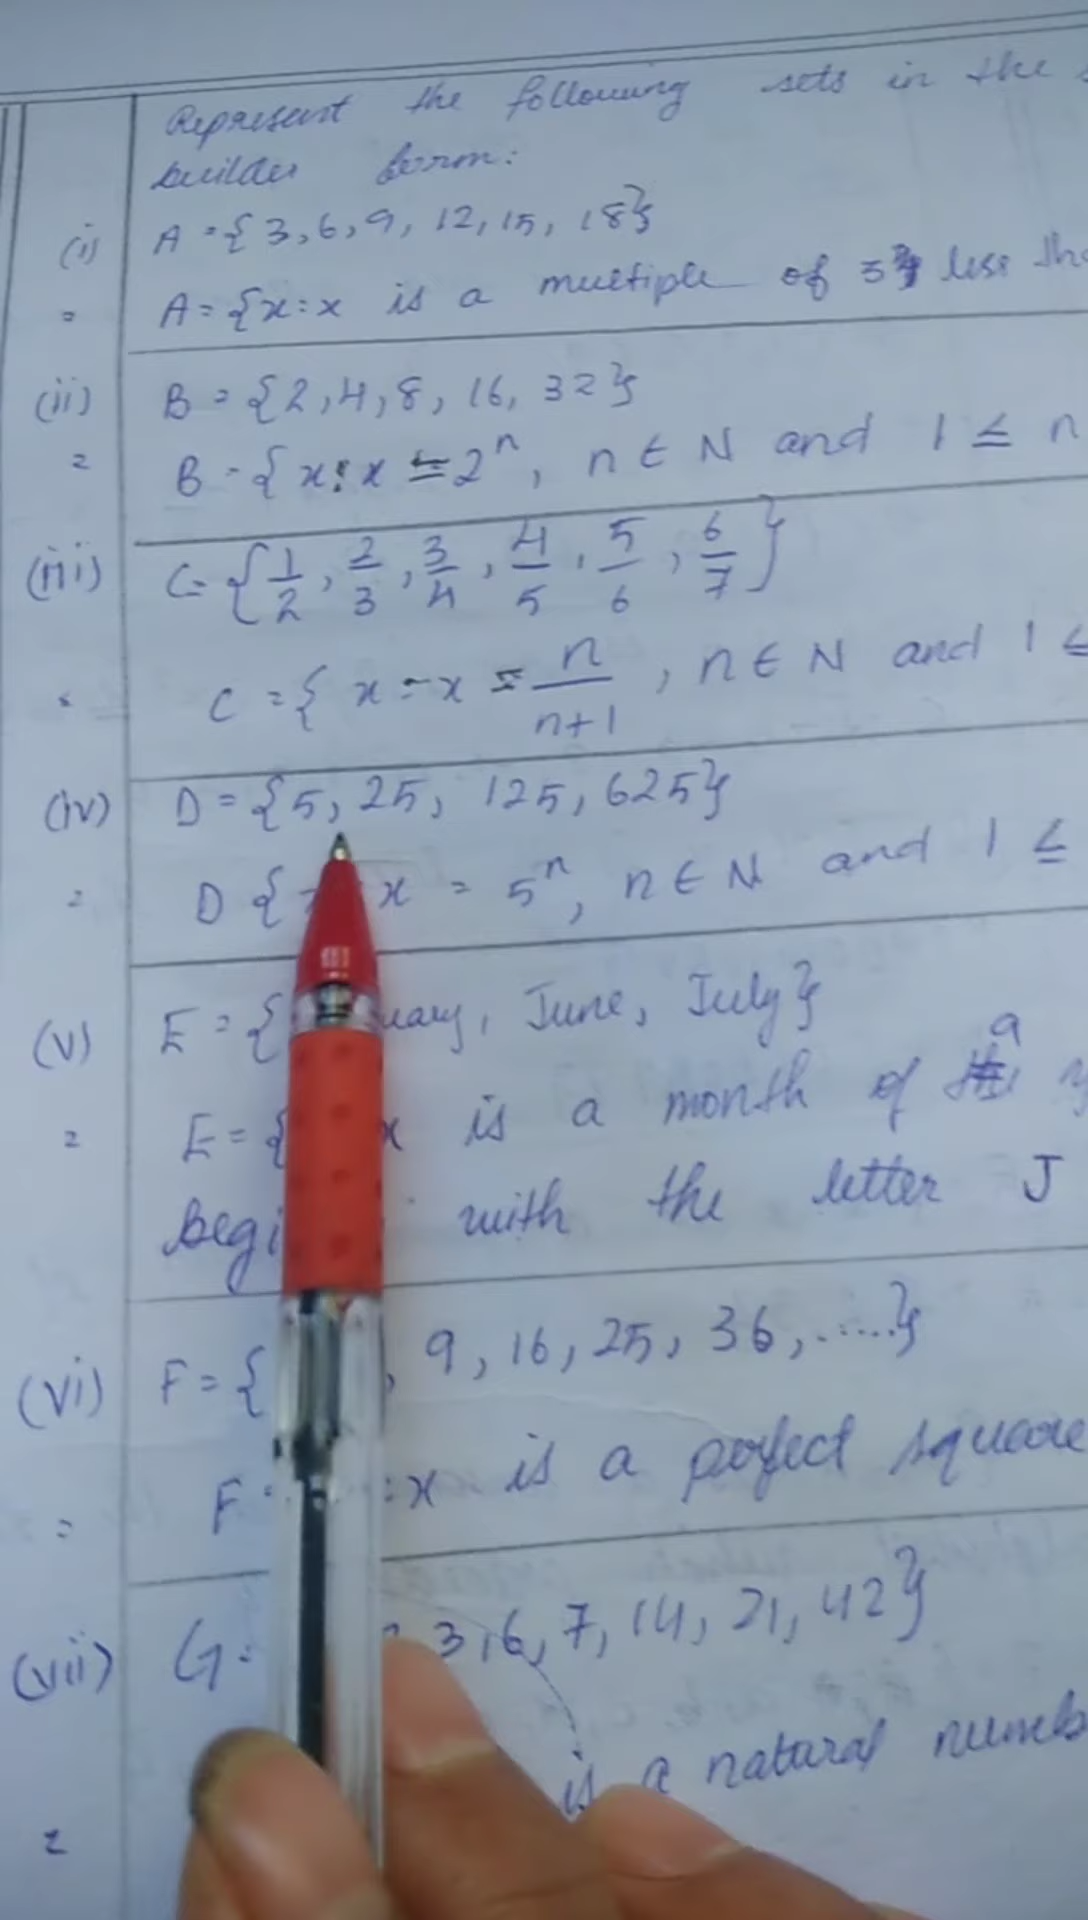 Represent the following sets in the
builder form:
(i) A = {3, 6, 9, 12, 15, 18}
= A = {x : x is a multiple of 3 less
(ii) B = {2, 4, 8, 16, 32}
= B = {x : x = 2ⁿ, n ∈ N and 1 ≤ n
(iii) C = {1/2, 2/3, 3/4, 4/5, 5/6, 6/7}
= C = {x : x = n/n+1, n ∈ N and 1 ≤
(iv) D = {5, 25, 125, 625}
= D { x = 5ⁿ, n ∈ N and 1 ≤
(v) E = { June, July}
= E = { x is a month of a
with the letter J
(vi) F = { , 9, 16, 25, 36, .....}
= F : x is a perfect square
(vii) G = 3, 6, 7, 14, 21, 42}
= is a natural